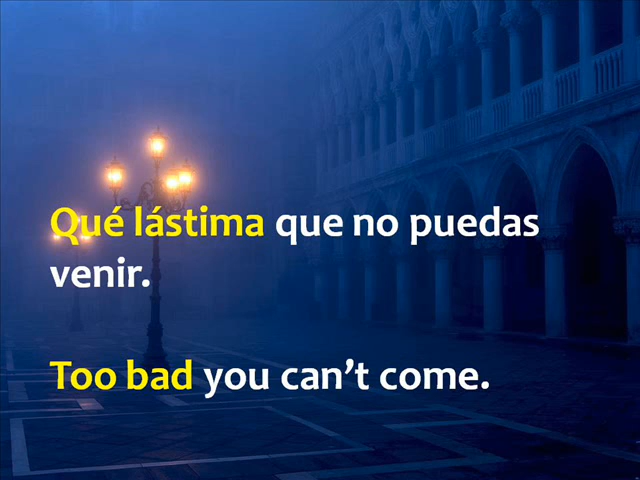 Qué lástima que no puedas
venir.
Too bad you can’t come.